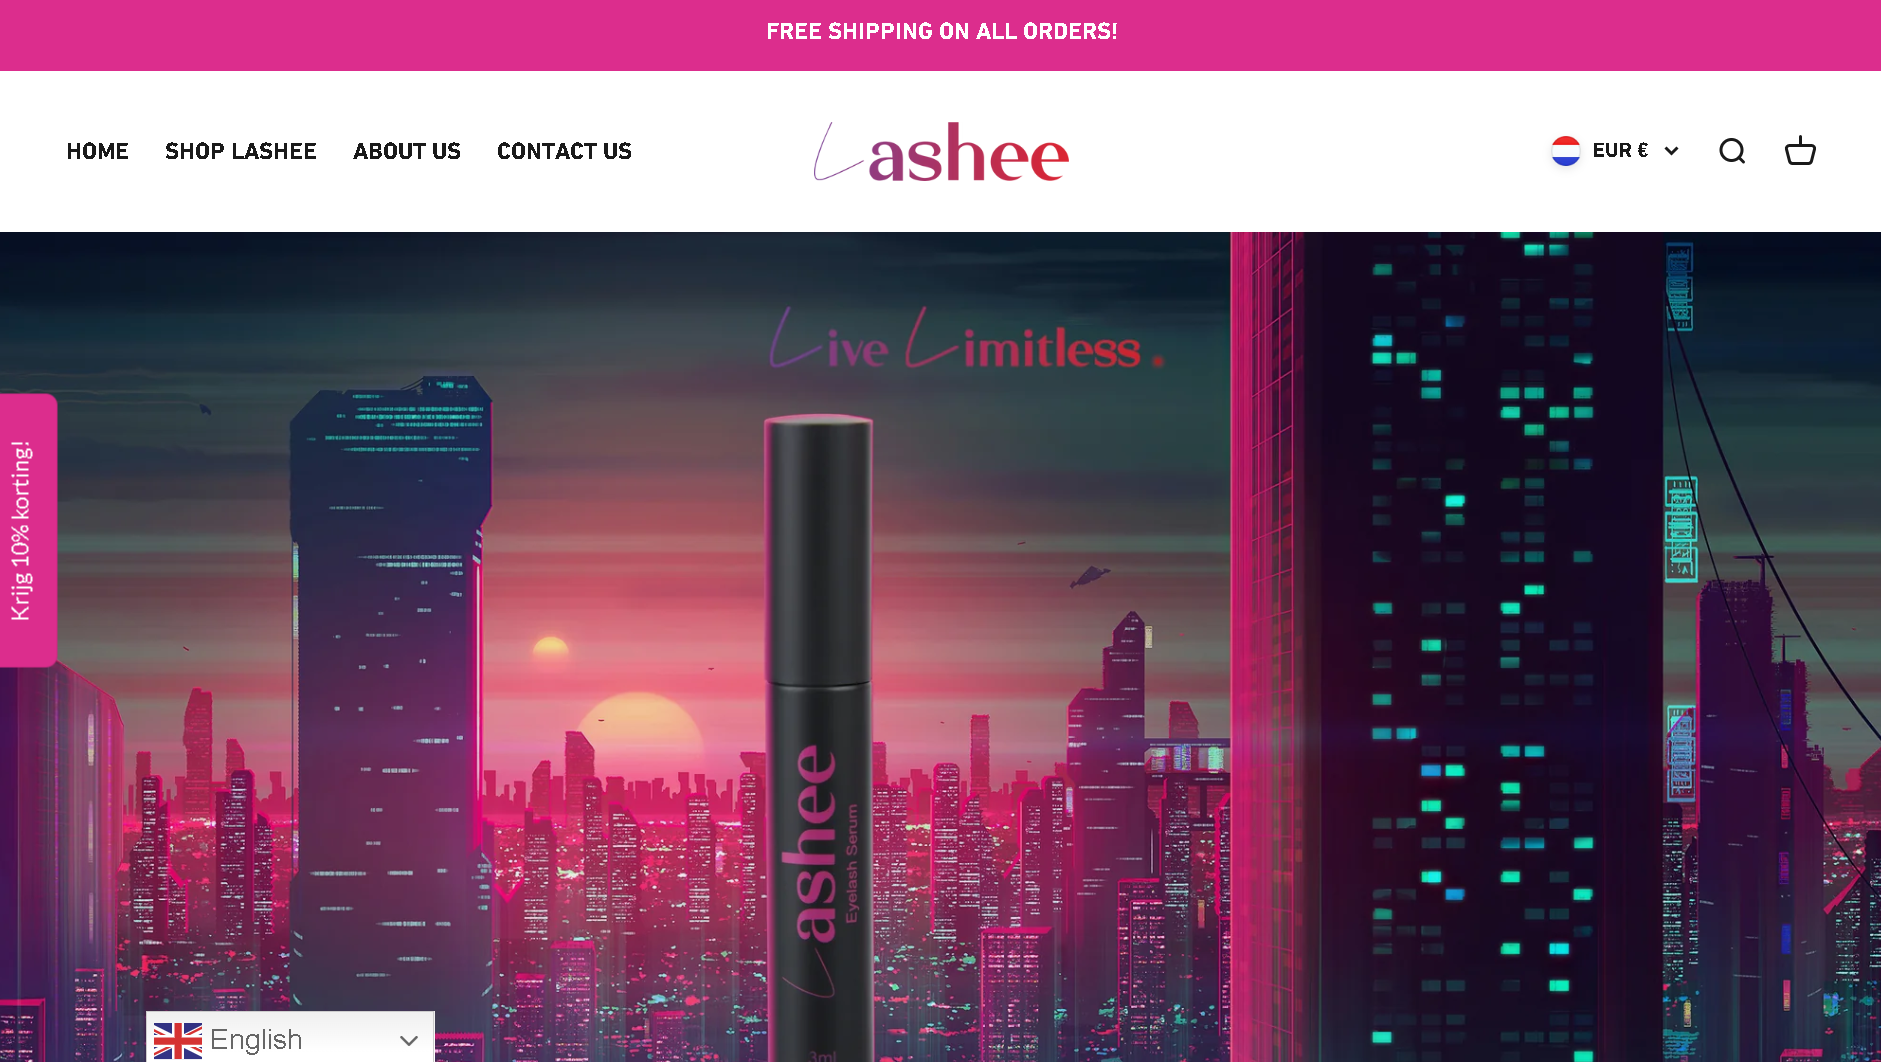 FREE SHIPPING ON ALL ORDERS!
HOME SHOP LASHEE ABOUT US CONTACT US
Lashee
EUR €
Live Limitless.
Krijg 10% korting!
Lashee
Eyelash Serum
3ml
English